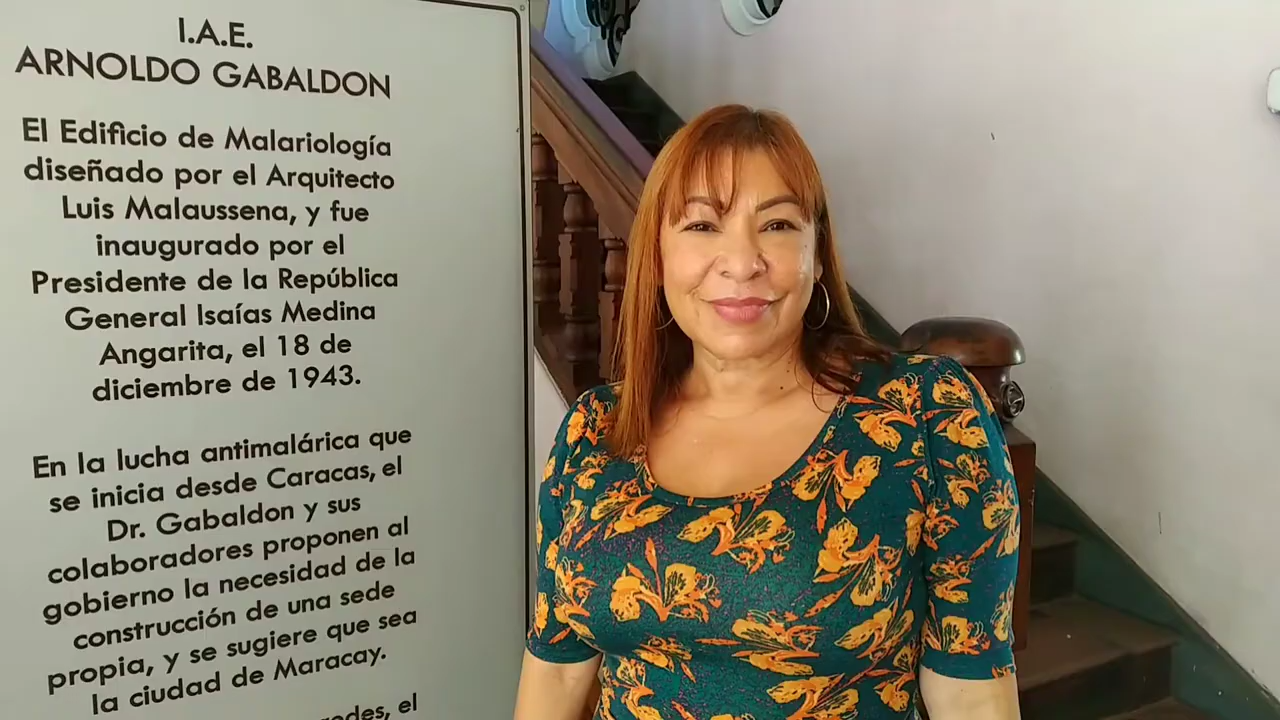 I.A.E.
ARNOLDO GABALDON
El Edificio de Malariología
diseñado por el Arquitecto
Luis Malaussena, y fue
inaugurado por el
Presidente de la República
General Isaías Medina
Angarita, el 18 de
diciembre de 1943.
En la lucha antimalárica que
se inicia desde Caracas, el
Dr. Gabaldon y sus
colaboradores proponen al
gobierno la necesidad de la
construcción de una sede
propia, y se sugiere que sea
la ciudad de Maracay.
el